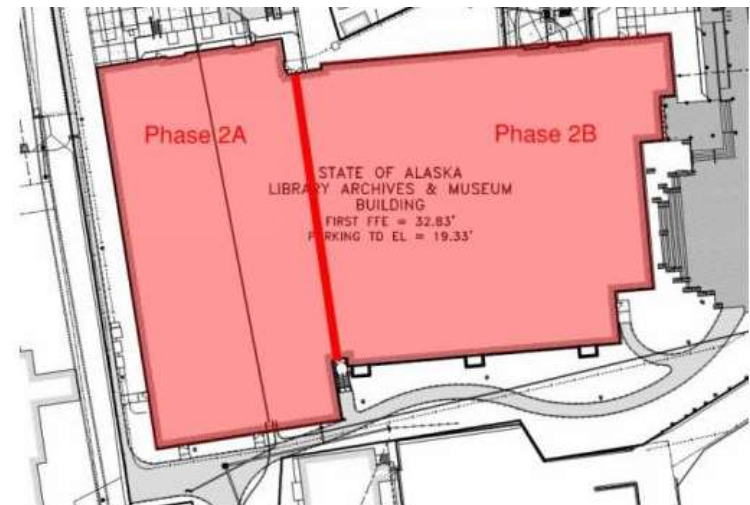 Phase 2A
Phase 2B
STATE OF ALASKA
LIBRARY ARCHIVES & MUSEUM
BUILDING
FIRST FFE = 32.83'
PARKING TD EL = 19.33'